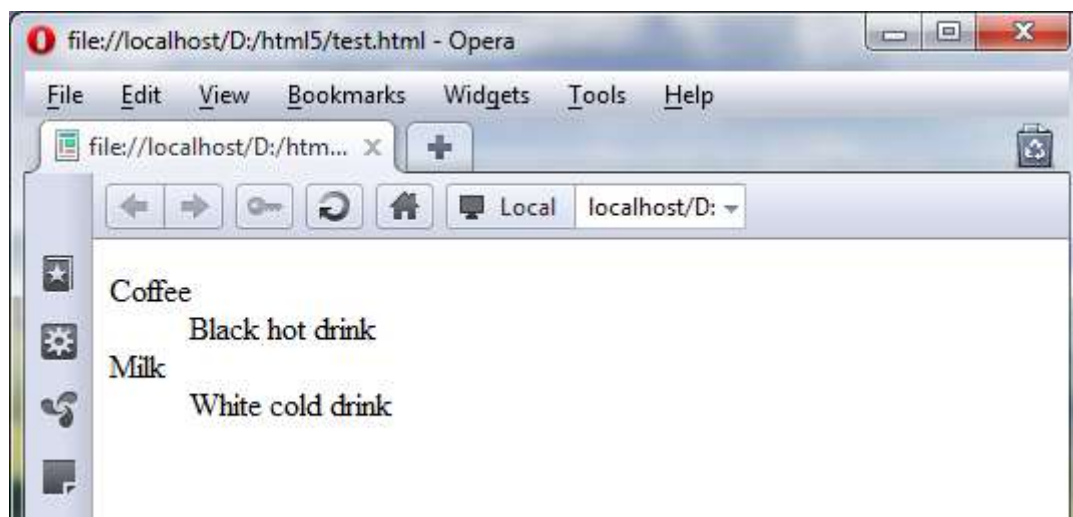 file://localhost/D:/html5/test.html - Opera
File Edit View Bookmarks Widgets Tools Help
file://localhost/D:/htm...
Local localhost/D:
Coffee
Black hot drink
Milk
White cold drink